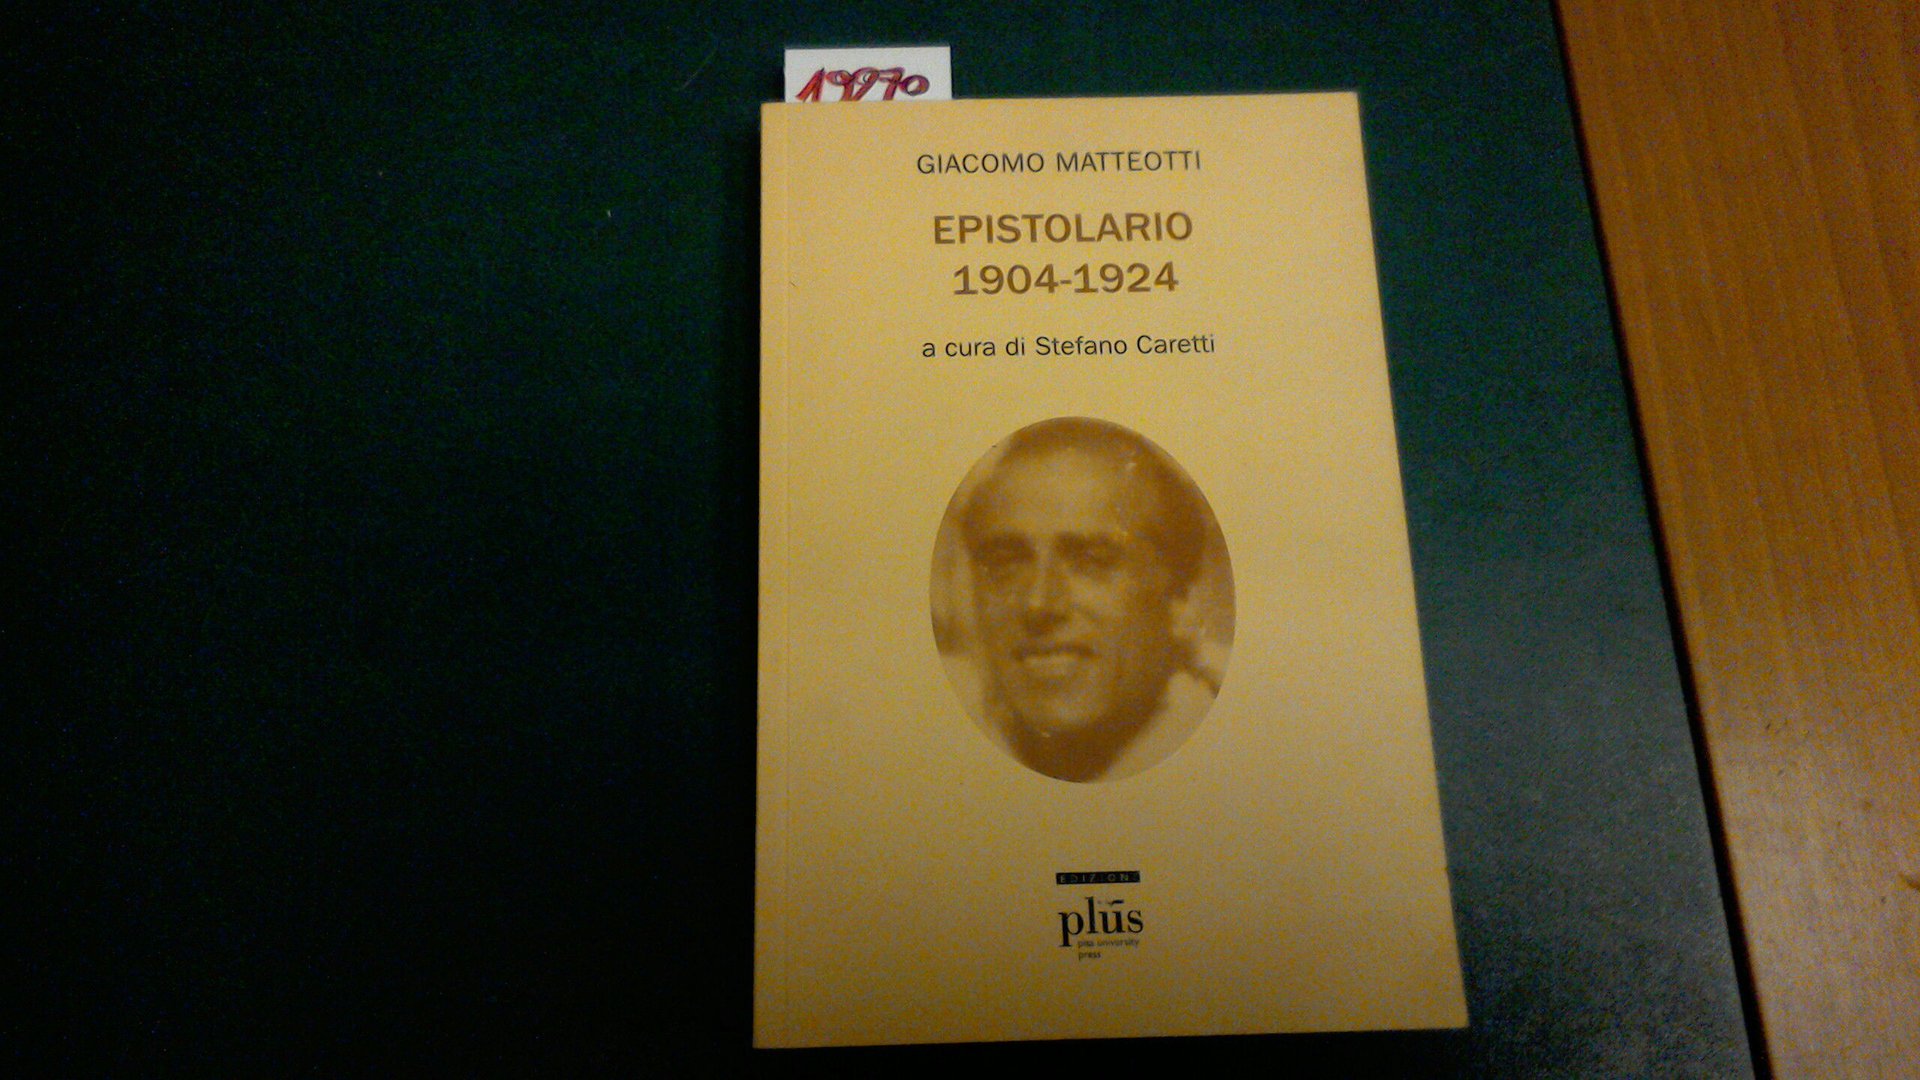 GIACOMO MATTEOTTI
EPISTOLARIO
1904-1924
a cura di Stefano Caretti
EDIZIONI
plus
pisa university
press